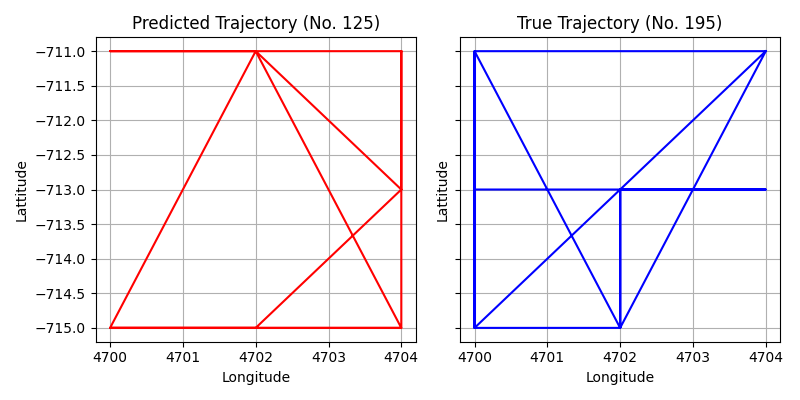 Predicted Trajectory (No. 125)
True Trajectory (No. 195)
−711.0
−711.5
−712.0
−712.5
−713.0
−713.5
−714.0
−714.5
−715.0
Lattitude
Lattitude
4700 4701 4702 4703 4704
4700 4701 4702 4703 4704
Longitude
Longitude